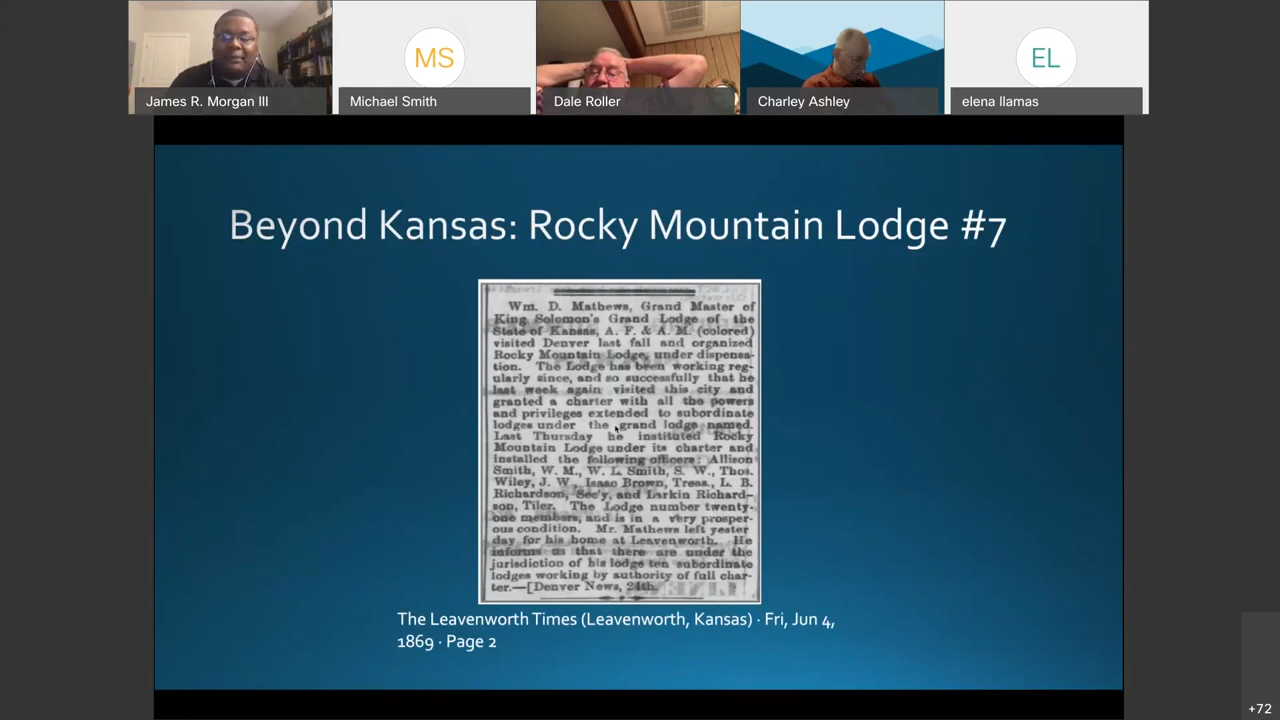 MS
EL
James R. Morgan III
Michael Smith
Dale Roller
Charley Ashley
elena llamas
Beyond Kansas: Rocky Mountain Lodge #7
Wm. D. Mathews, Grand Master of
King Solomon's Grand Lodge of the
State of Kansas, A. F. & A. M. (colored)
visited Denver last fall and organized
Rocky Mountain Lodge, under dispensa-
tion. The Lodge has been working reg-
ularly since, and so successfully that he
last week again visited this city and
granted a charter with all the powers
and privileges extended to subordinate
lodges under the grand lodge named.
Last Thursday he instituted Rocky
Mountain Lodge under its charter and
installed the following officers: Allison
Smith, W. M., W. L. Smith, S. W., Thos.
Wiley, J. W., Isaac Brown, Treas., L. B.
Richardson, Sec'y, and Larkin Richard-
son, Tiler. The Lodge number twenty-
one members, and is in a very prosper-
ous condition. Mr. Mathews left yester
day for his home at Leavenworth. He
informs us that there are under the
jurisdiction of his lodge ten subordinate
lodges working by authority of full char-
ter.—[Denver News, 24th.
The Leavenworth Times (Leavenworth, Kansas) · Fri, Jun 4,
1869 · Page 2
+72